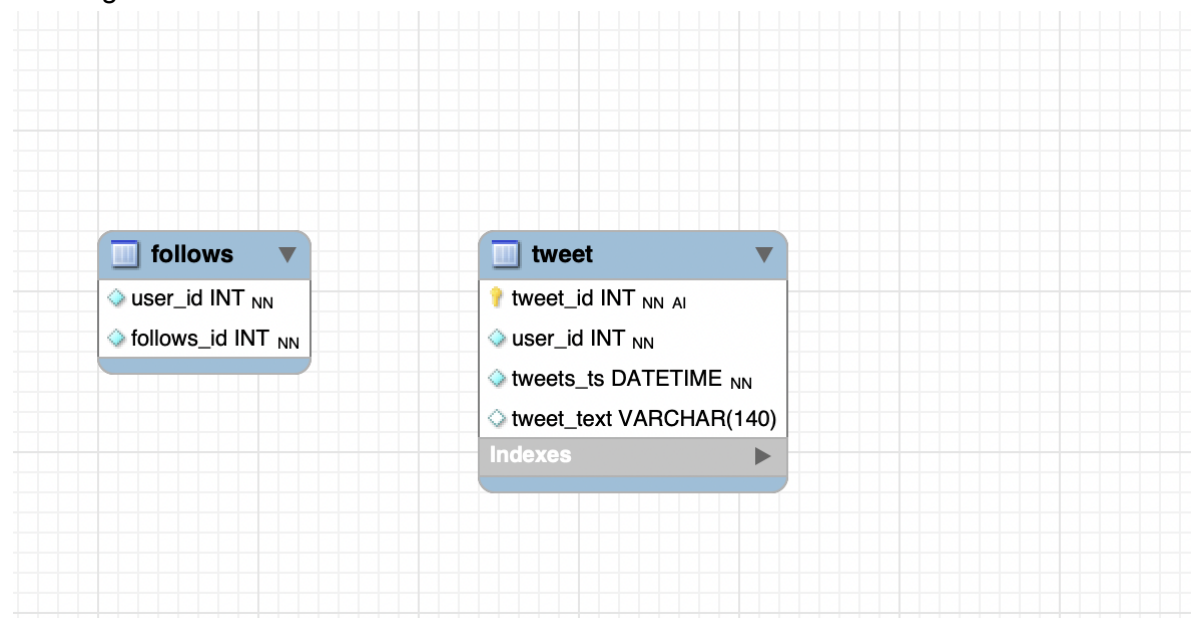 follows
user_id INT NN
follows_id INT NN
tweet
tweet_id INT NN AI
user_id INT NN
tweets_ts DATETIME NN
tweet_text VARCHAR(140)
Indexes